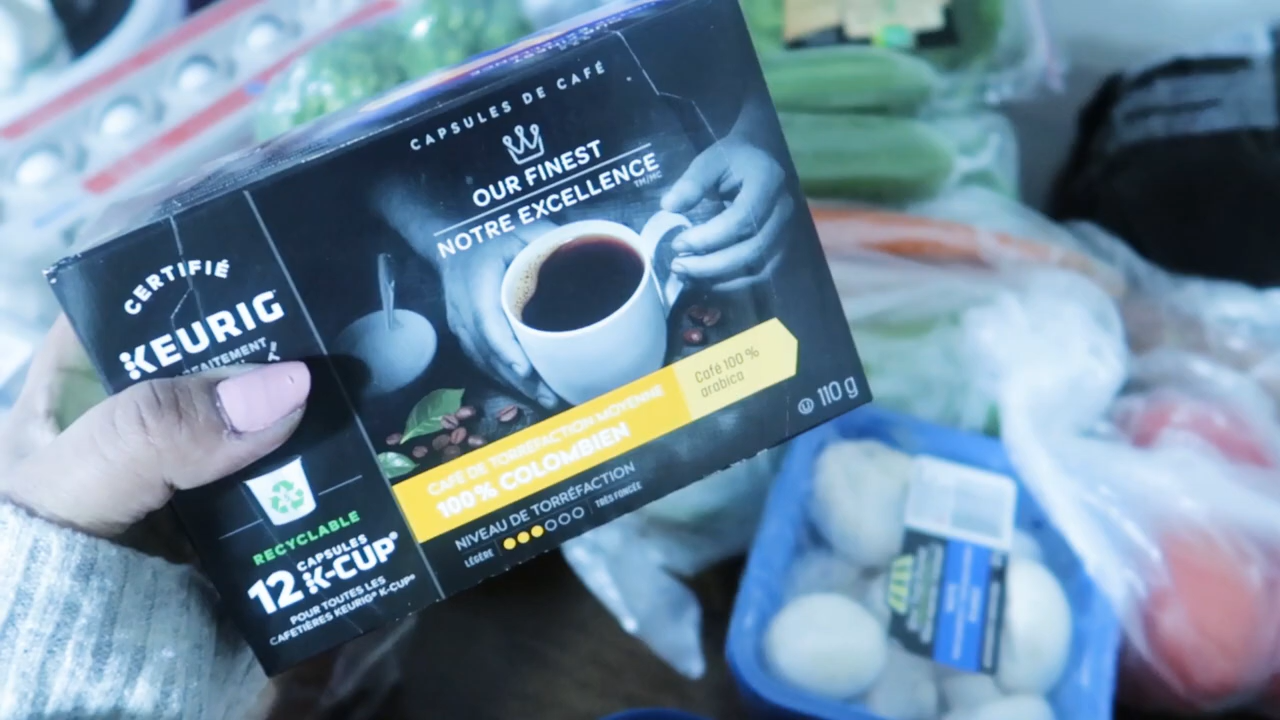 CAPSULES DE CAFÉ
OUR FINEST
NOTRE EXCELLENCE TM/MC
CERTIFIÉ
KEURIG
Café 100 %
arabica
CAFÉ DE TORRÉFACTION MOYENNE
100% COLOMBIEN
110 g
NIVEAU DE TORRÉFACTION
LÉGÈRE
TRÈS FONCÉE
RECYCLABLE
12 CAPSULES
K-CUP®
POUR TOUTES LES
CAFETIÈRES KEURIG® K-CUP®